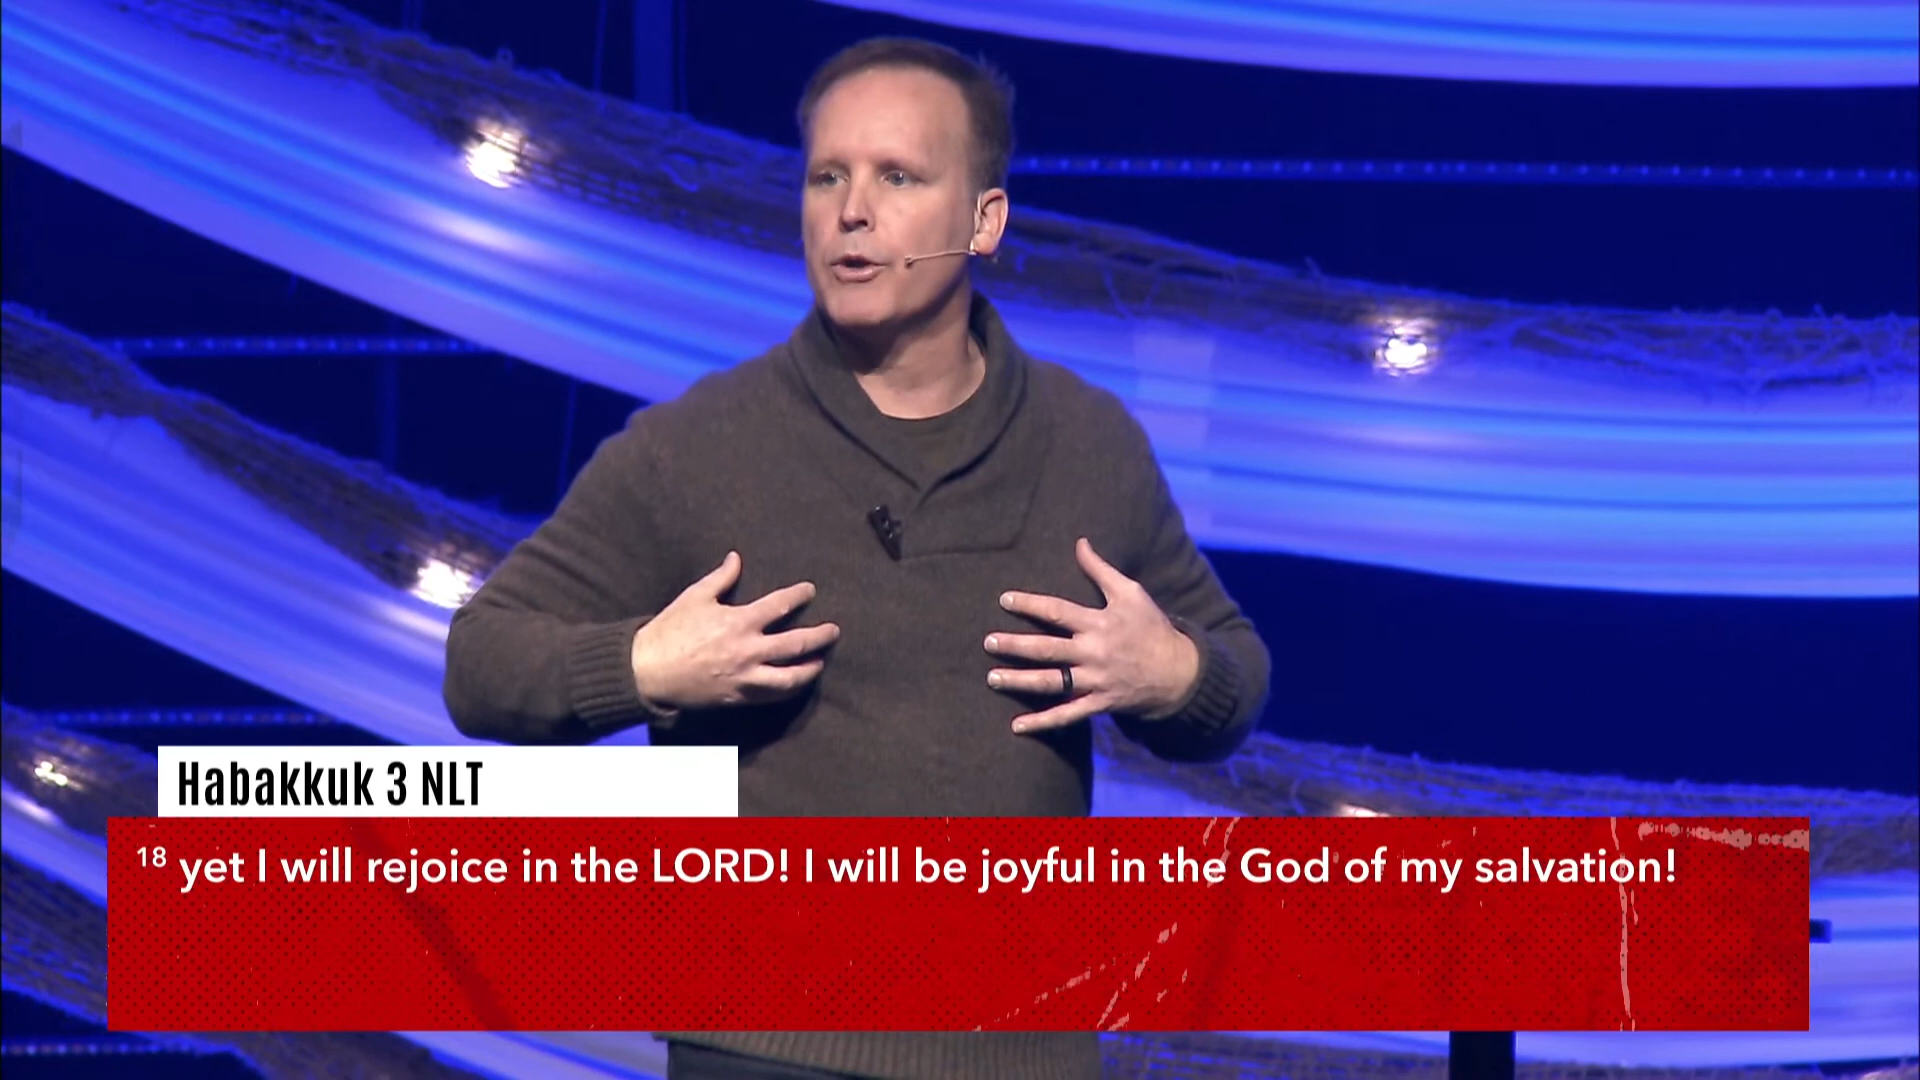 Habakkuk 3 NLT
18 yet I will rejoice in the LORD! I will be joyful in the God of my salvation!